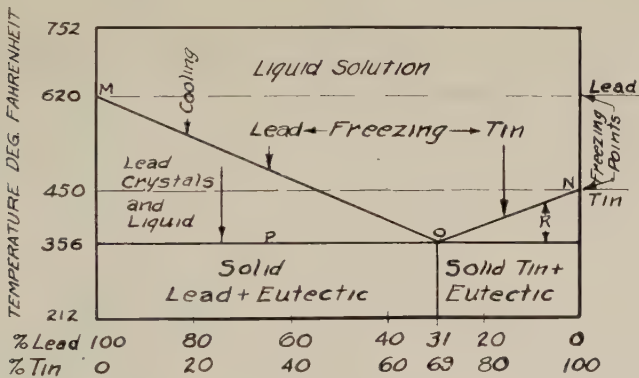 TEMPERATURE DEG. FAHRENHEIT
752
620
450
356
212
M
Cooling
Liquid Solution
Lead Freezing Tin
Lead
Crystals
and
Liquid
P
O
N
R
Lead
Freezing
Points
Tin
Solid
Lead + Eutectic
Solid Tin +
Eutectic
% Lead 100 80 60 40 31 20 0
% Tin 0 20 40 60 69 80 100